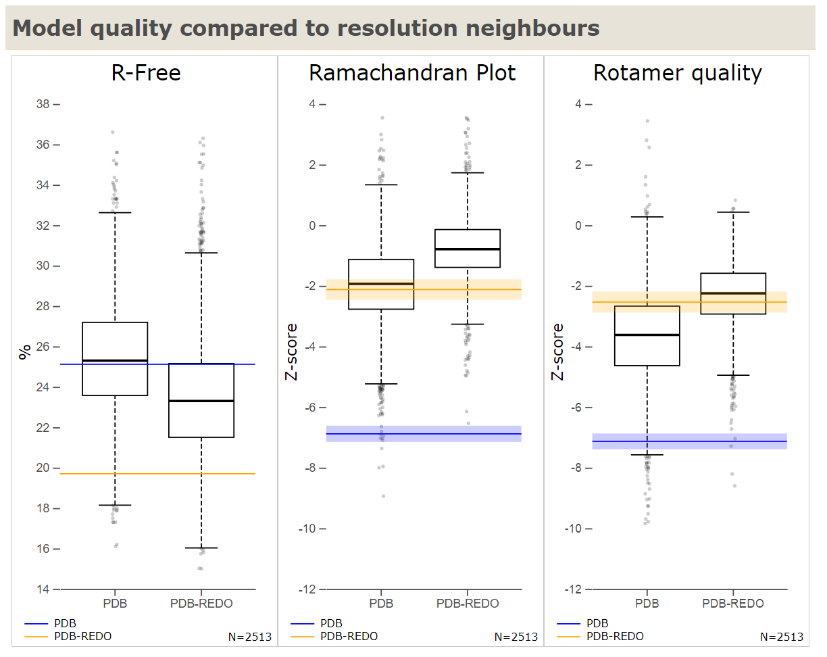 Model quality compared to resolution neighbours
R-Free
38
36
34
32
30
28
26
24
22
20
18
16
14
%
PDB
PDB-REDO
PDB
PDB-REDO
N=2513
Ramachandran Plot
4
2
0
-2
-4
-6
-8
-10
-12
Z-score
PDB
PDB-REDO
PDB
PDB-REDO
N=2513
Rotamer quality
4
2
0
-2
-4
-6
-8
-10
-12
Z-score
PDB
PDB-REDO
PDB
PDB-REDO
N=2513